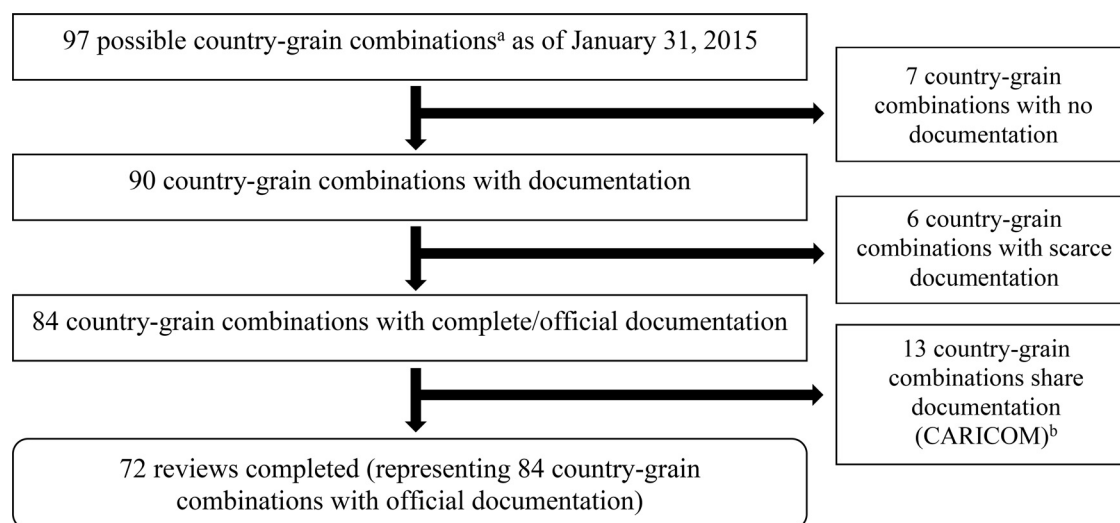 97 possible country-grain combinationsᵃ as of January 31, 2015
7 country-grain
combinations with no
documentation
90 country-grain combinations with documentation
6 country-grain
combinations with scarce
documentation
84 country-grain combinations with complete/official documentation
13 country-grain
combinations share
documentation
(CARICOM)ᵇ
72 reviews completed (representing 84 country-grain
combinations with official documentation)